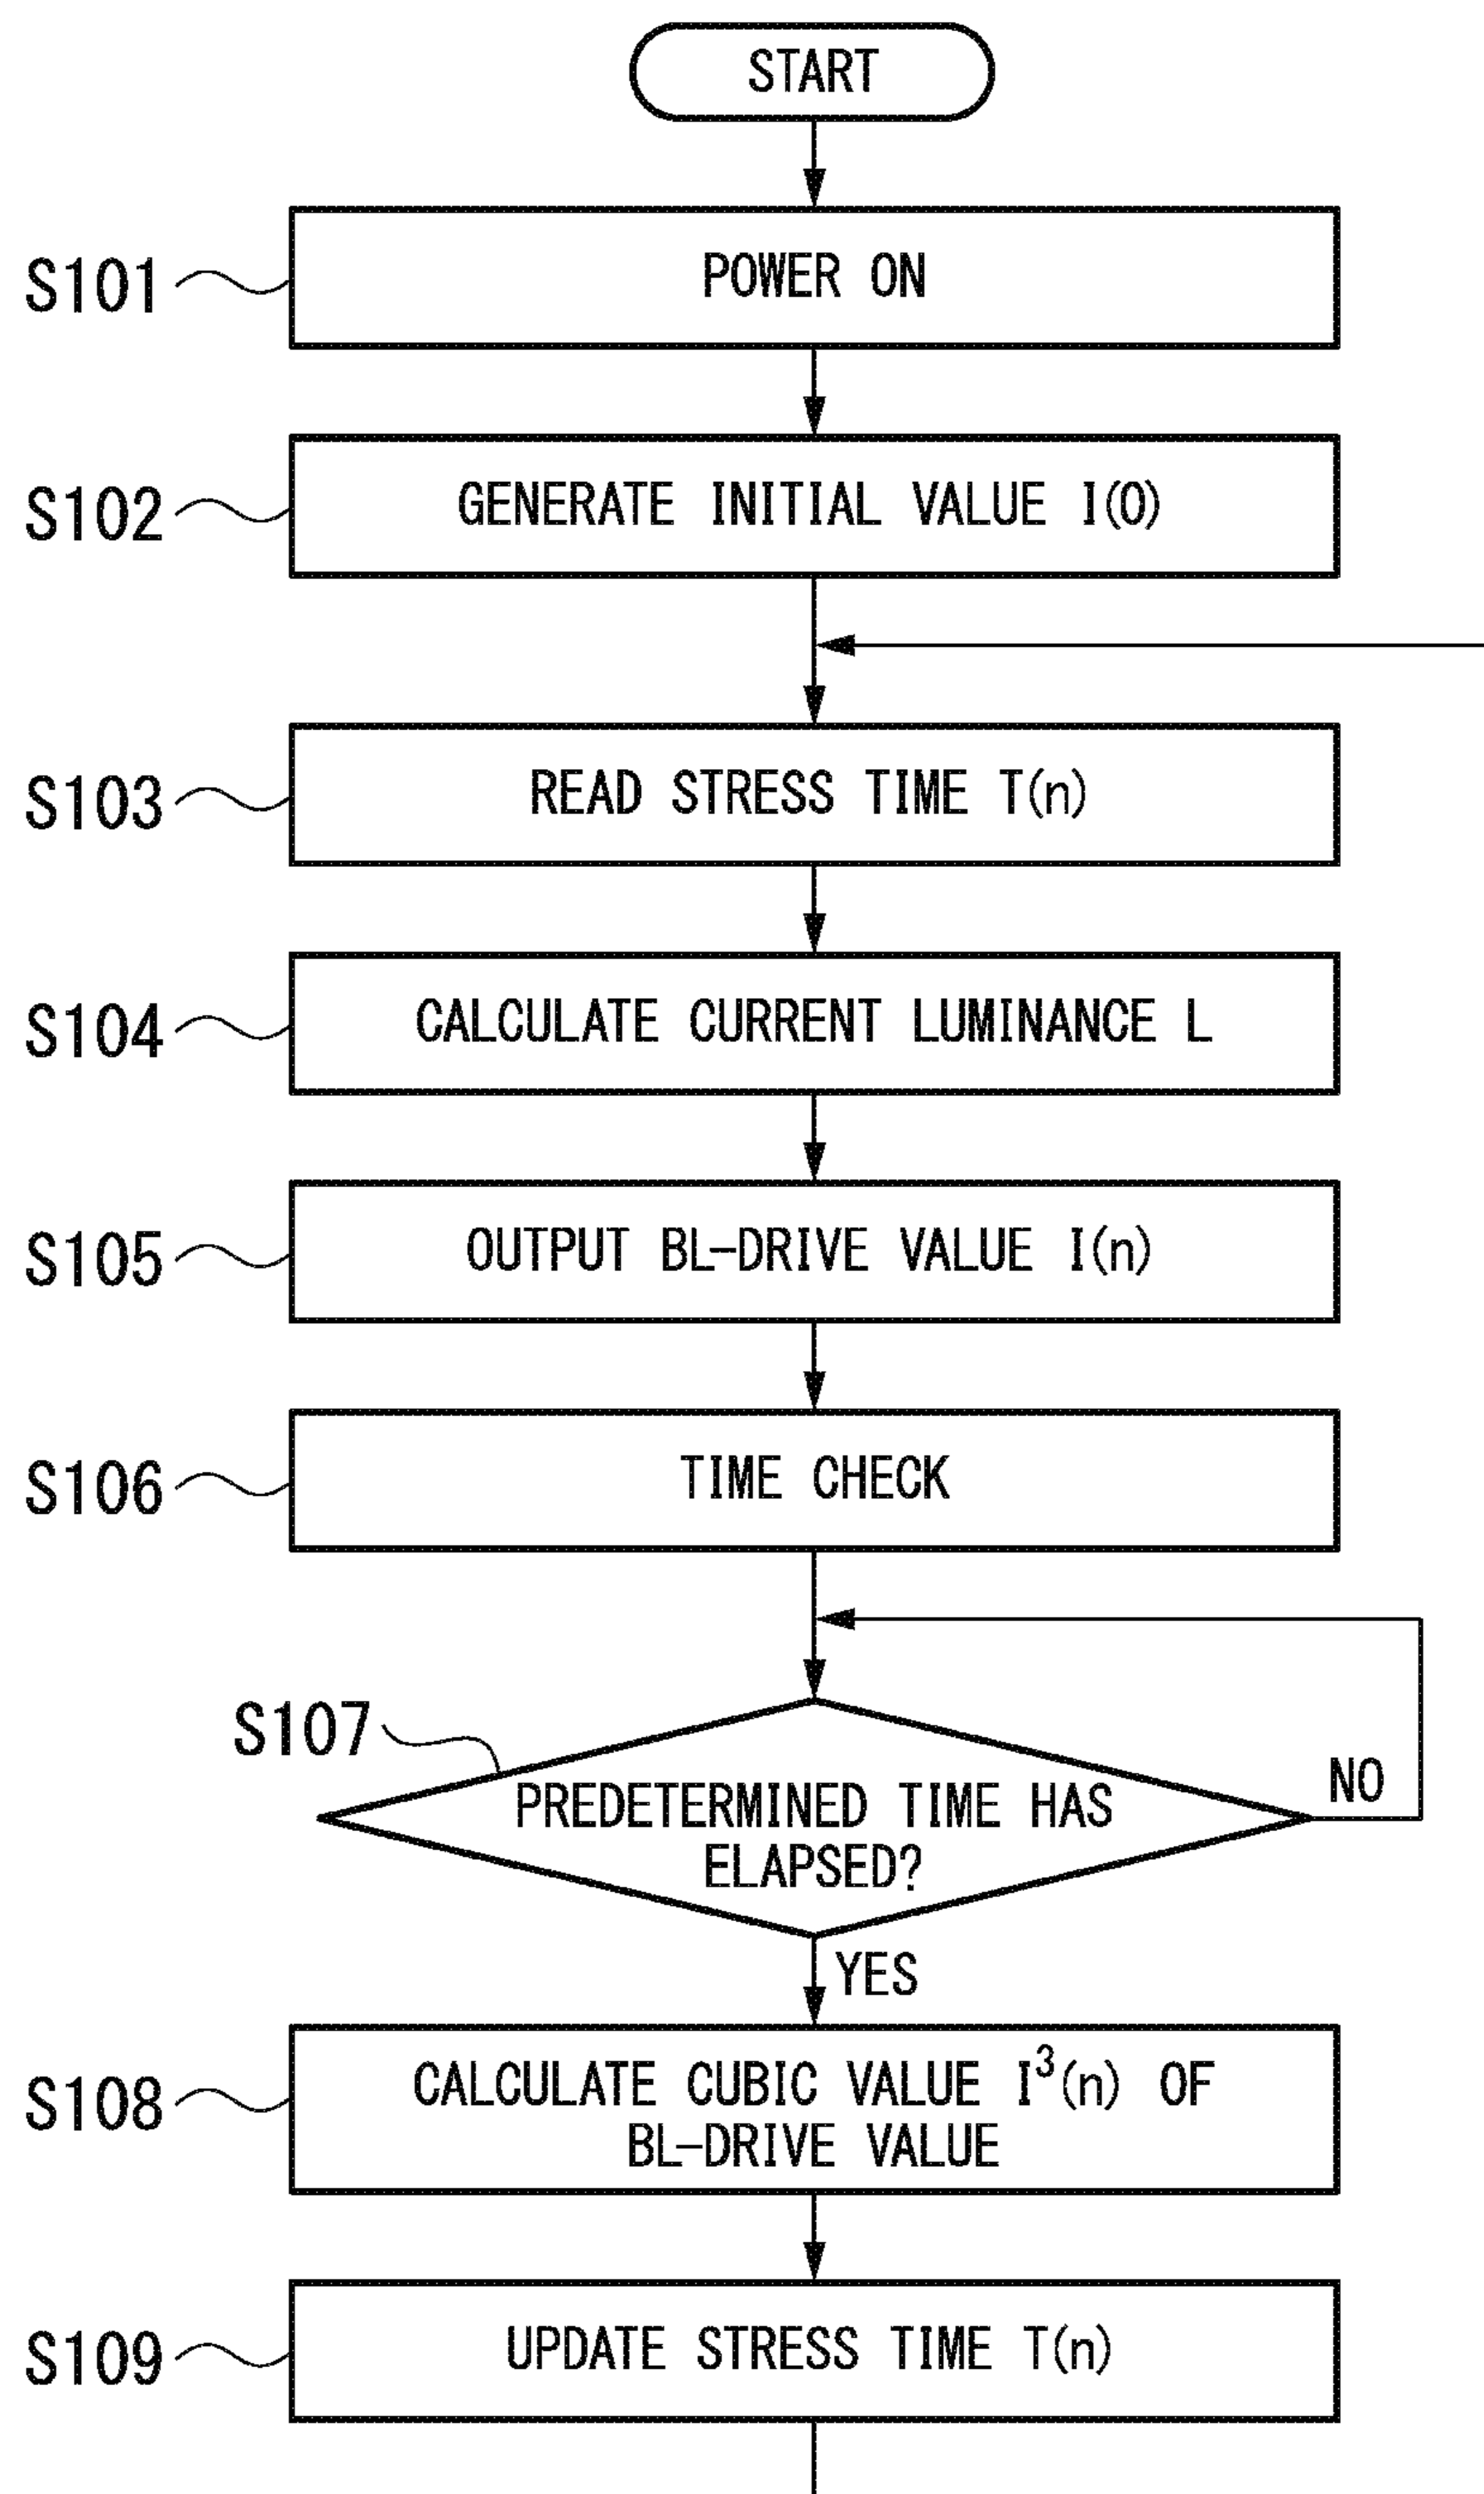 START
S101
POWER ON
S102
GENERATE INITIAL VALUE I(0)
S103
READ STRESS TIME T(n)
S104
CALCULATE CURRENT LUMINANCE L
S105
OUTPUT BL-DRIVE VALUE I(n)
S106
TIME CHECK
S107
PREDETERMINED TIME HAS
ELAPSED?
NO
YES
S108
CALCULATE CUBIC VALUE I³(n) OF
BL-DRIVE VALUE
S109
UPDATE STRESS TIME T(n)